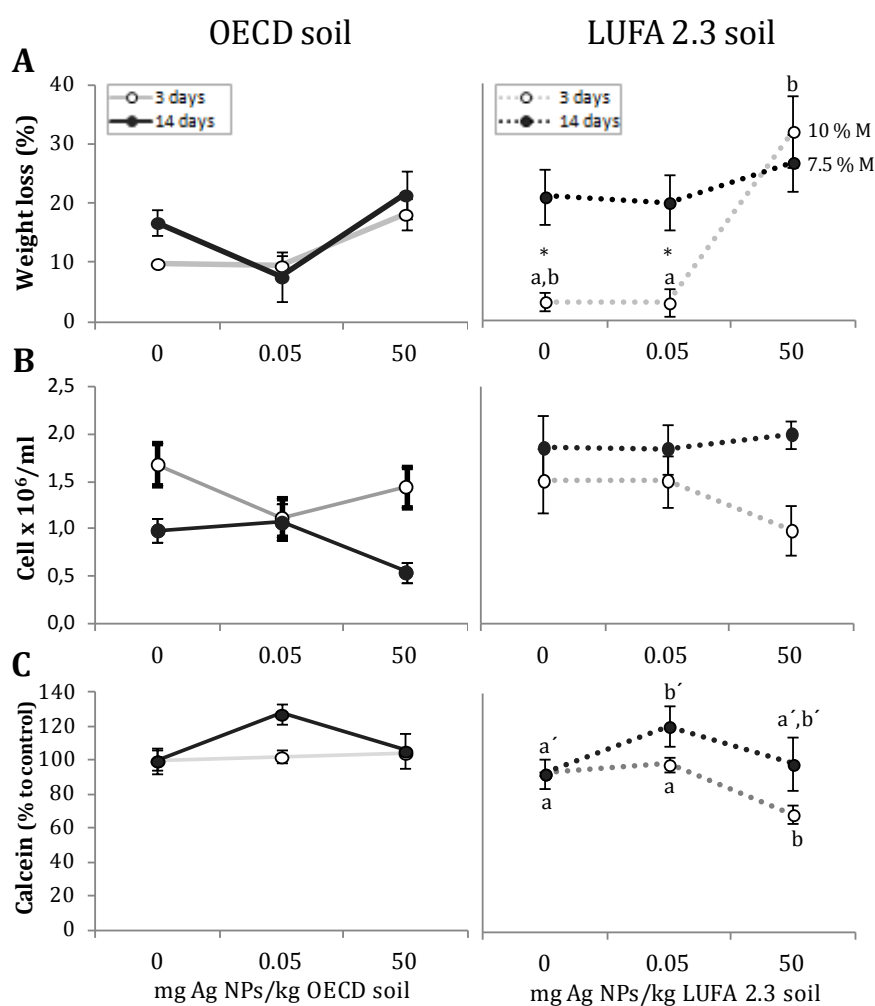 OECD soil LUFA 2.3 soil
A
Weight loss (%)
40
30
20
10
0
3 days
14 days
0 0.05 50
3 days
14 days
b
10 % M
7.5 % M
* *
a,b a
0 0.05 50
B
Cell x 10⁶/ml
2,5
2,0
1,5
1,0
0,5
0,0
0 0.05 50
0 0.05 50
C
Calcein (% to control)
140
120
100
80
60
40
20
0
0 0.05 50
mg Ag NPs/kg OECD soil
b´
a´,b´
a´
a a
b
0 0.05 50
mg Ag NPs/kg LUFA 2.3 soil